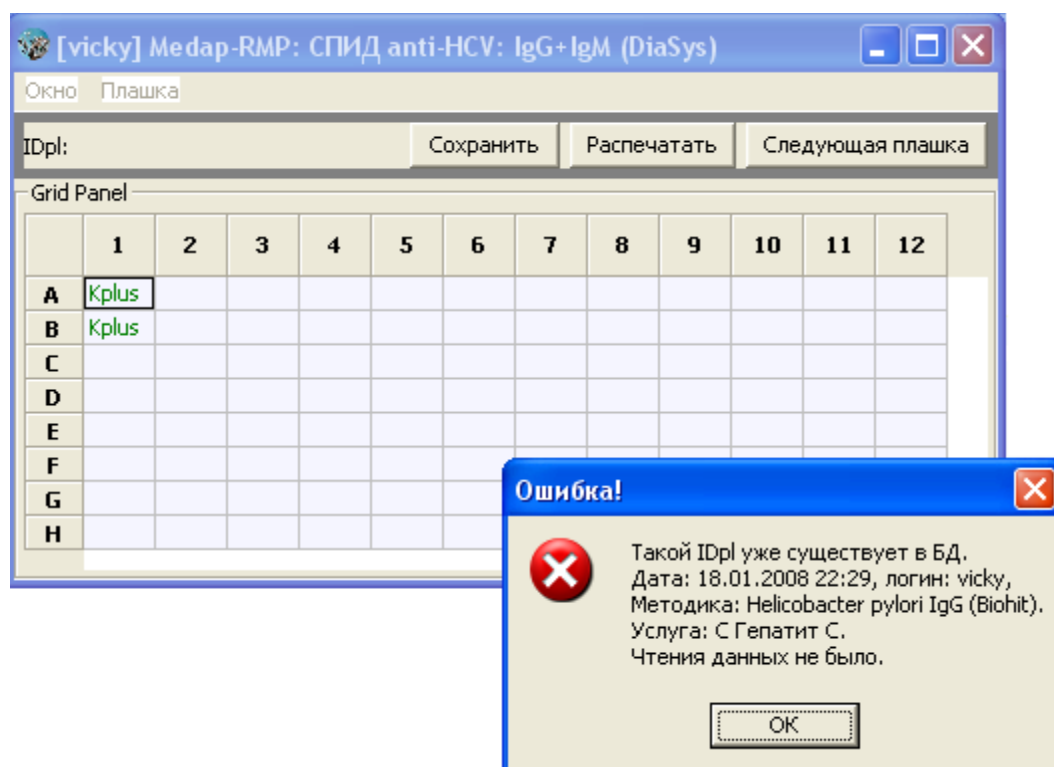 [vicky] Medap-RMP: СПИД anti-HCV: IgG+IgM (DiaSys)
Окно Плашка
IDpl: Сохранить Распечатать Следующая плашка
Grid Panel
1 2 3 4 5 6 7 8 9 10 11 12
A Kplus
B Kplus
C
D
E
F
G
H
Ошибка!
Такой IDpl уже существует в БД.
Дата: 18.01.2008 22:29, логин: vicky,
Методика: Helicobacter pylori IgG (Biohit).
Услуга: C Гепатит C.
Чтения данных не было.
OK